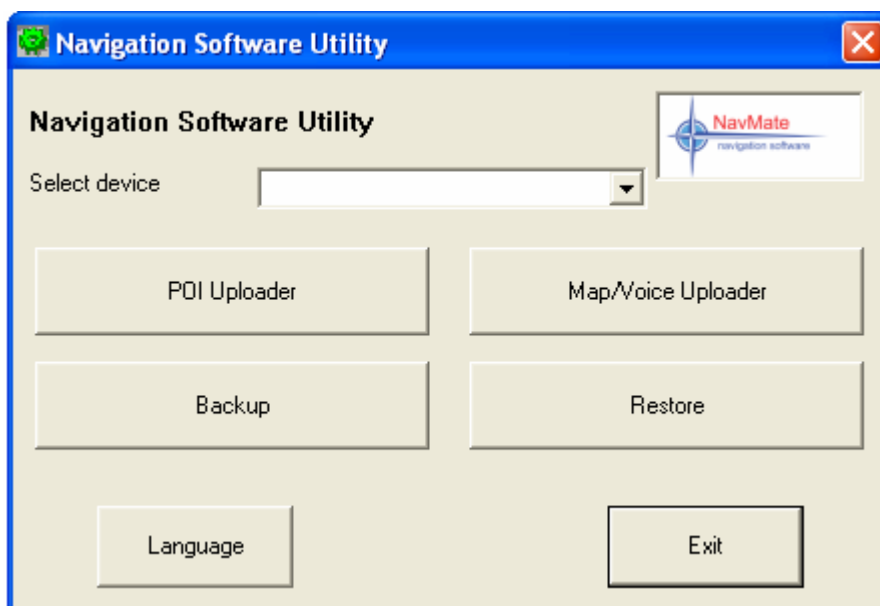 Navigation Software Utility
Navigation Software Utility
NavMate
navigation software
Select device
POI Uploader
Map/Voice Uploader
Backup
Restore
Language
Exit